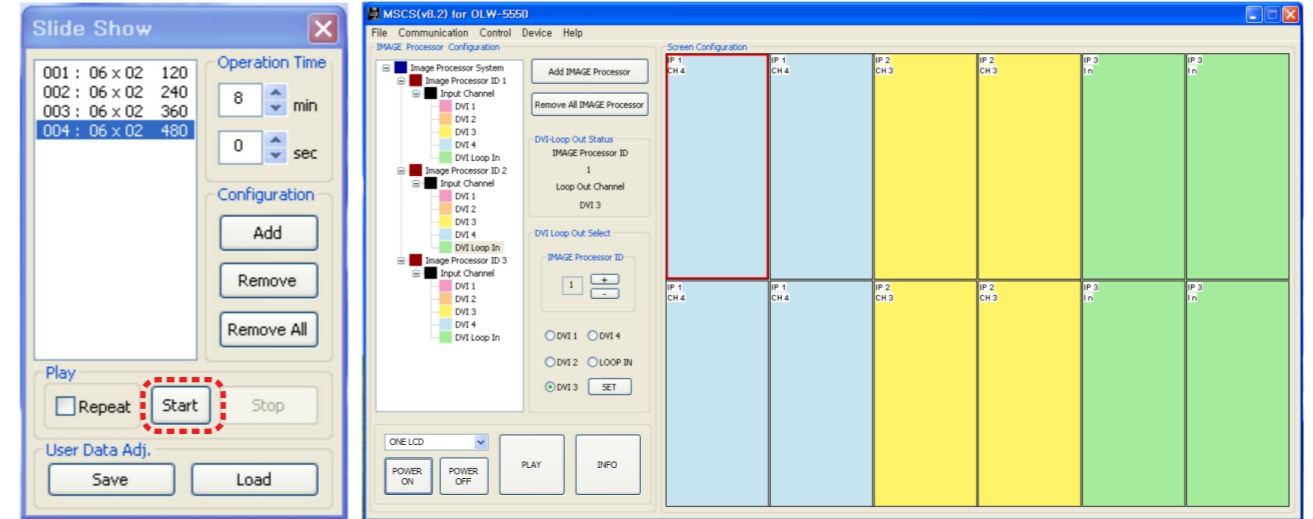 Slide Show
001 : 06 x 02 120
002 : 06 x 02 240
003 : 06 x 02 360
004 : 06 x 02 480
Operation Time
8 min
0 sec
Configuration
Add
Remove
Remove All
Play
Repeat
Start
Stop
User Data Adj.
Save
Load
MSCS(v8.2) for OLW-5550
File Communication Control Device Help
IMAGE Processor Configuration
Image Processor System
Image Processor ID 1
Input Channel
DVI 1
DVI 2
DVI 3
DVI 4
DVI Loop In
Image Processor ID 2
Input Channel
DVI 1
DVI 2
DVI 3
DVI 4
DVI Loop In
Image Processor ID 3
Input Channel
DVI 1
DVI 2
DVI 3
DVI 4
DVI Loop In
Add IMAGE Processor
Remove All IMAGE Processor
DVI-Loop Out Status
IMAGE Processor ID
1
Loop Out Channel
DVI 3
DVI Loop Out Select
IMAGE Processor ID
1
+
-
DVI 1 DVI 4
DVI 2 LOOP IN
DVI 3 SET
ONE LCD
POWER ON
POWER OFF
PLAY
INFO
Screen Configuration
IP 1 IP 1 IP 2 IP 2 IP 3 IP 3
CH 4 CH 4 CH 3 CH 3 In In
IP 1 IP 1 IP 2 IP 2 IP 3 IP 3
CH 4 CH 4 CH 3 CH 3 In In